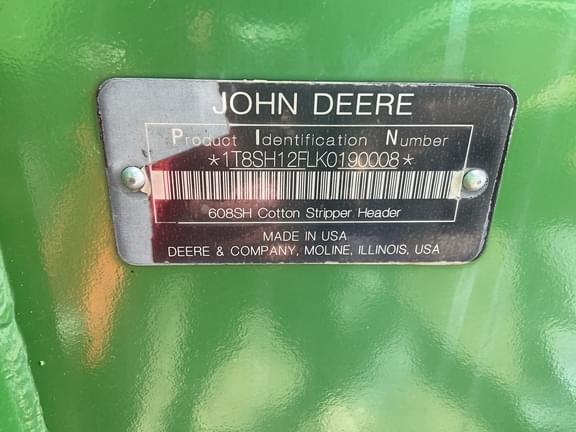 JOHN DEERE
Product Identification Number
*1T8SH12FLK0190008*
608SH Cotton Stripper Header
MADE IN USA
DEERE & COMPANY, MOLINE, ILLINOIS, USA